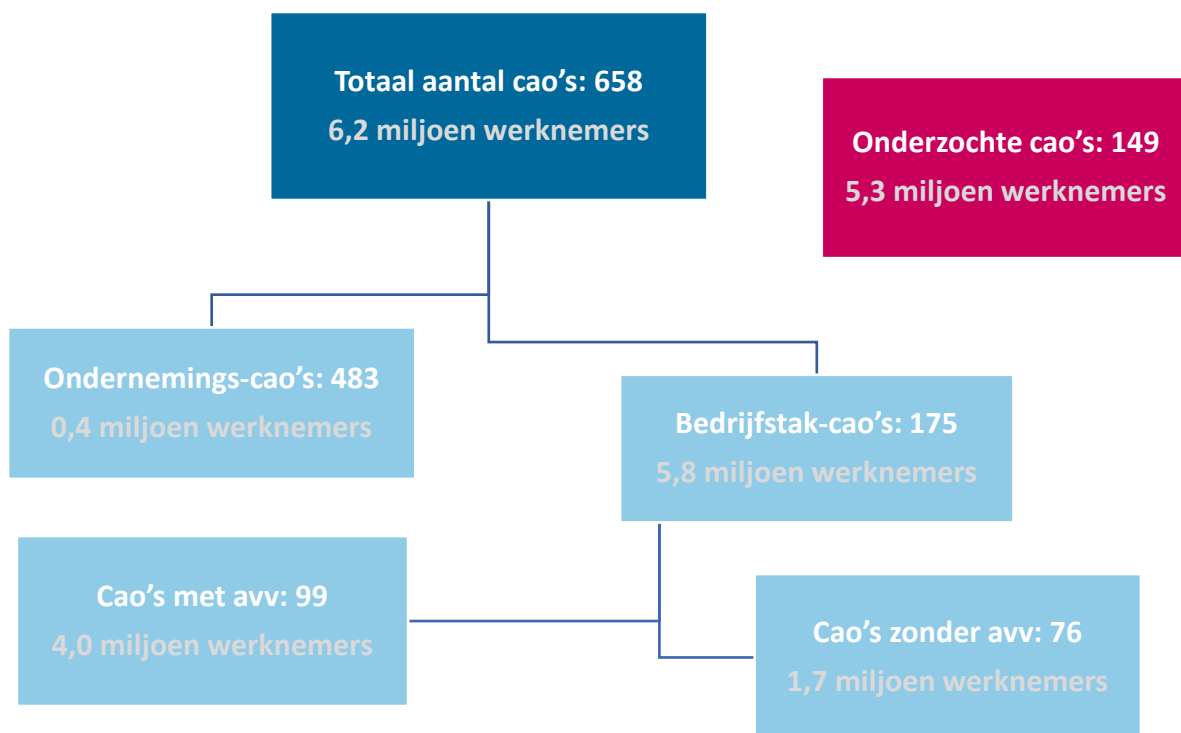 Totaal aantal cao’s: 658
6,2 miljoen werknemers
Onderzochte cao’s: 149
5,3 miljoen werknemers
Ondernemings-cao’s: 483
0,4 miljoen werknemers
Bedrijfstak-cao’s: 175
5,8 miljoen werknemers
Cao’s met avv: 99
4,0 miljoen werknemers
Cao’s zonder avv: 76
1,7 miljoen werknemers